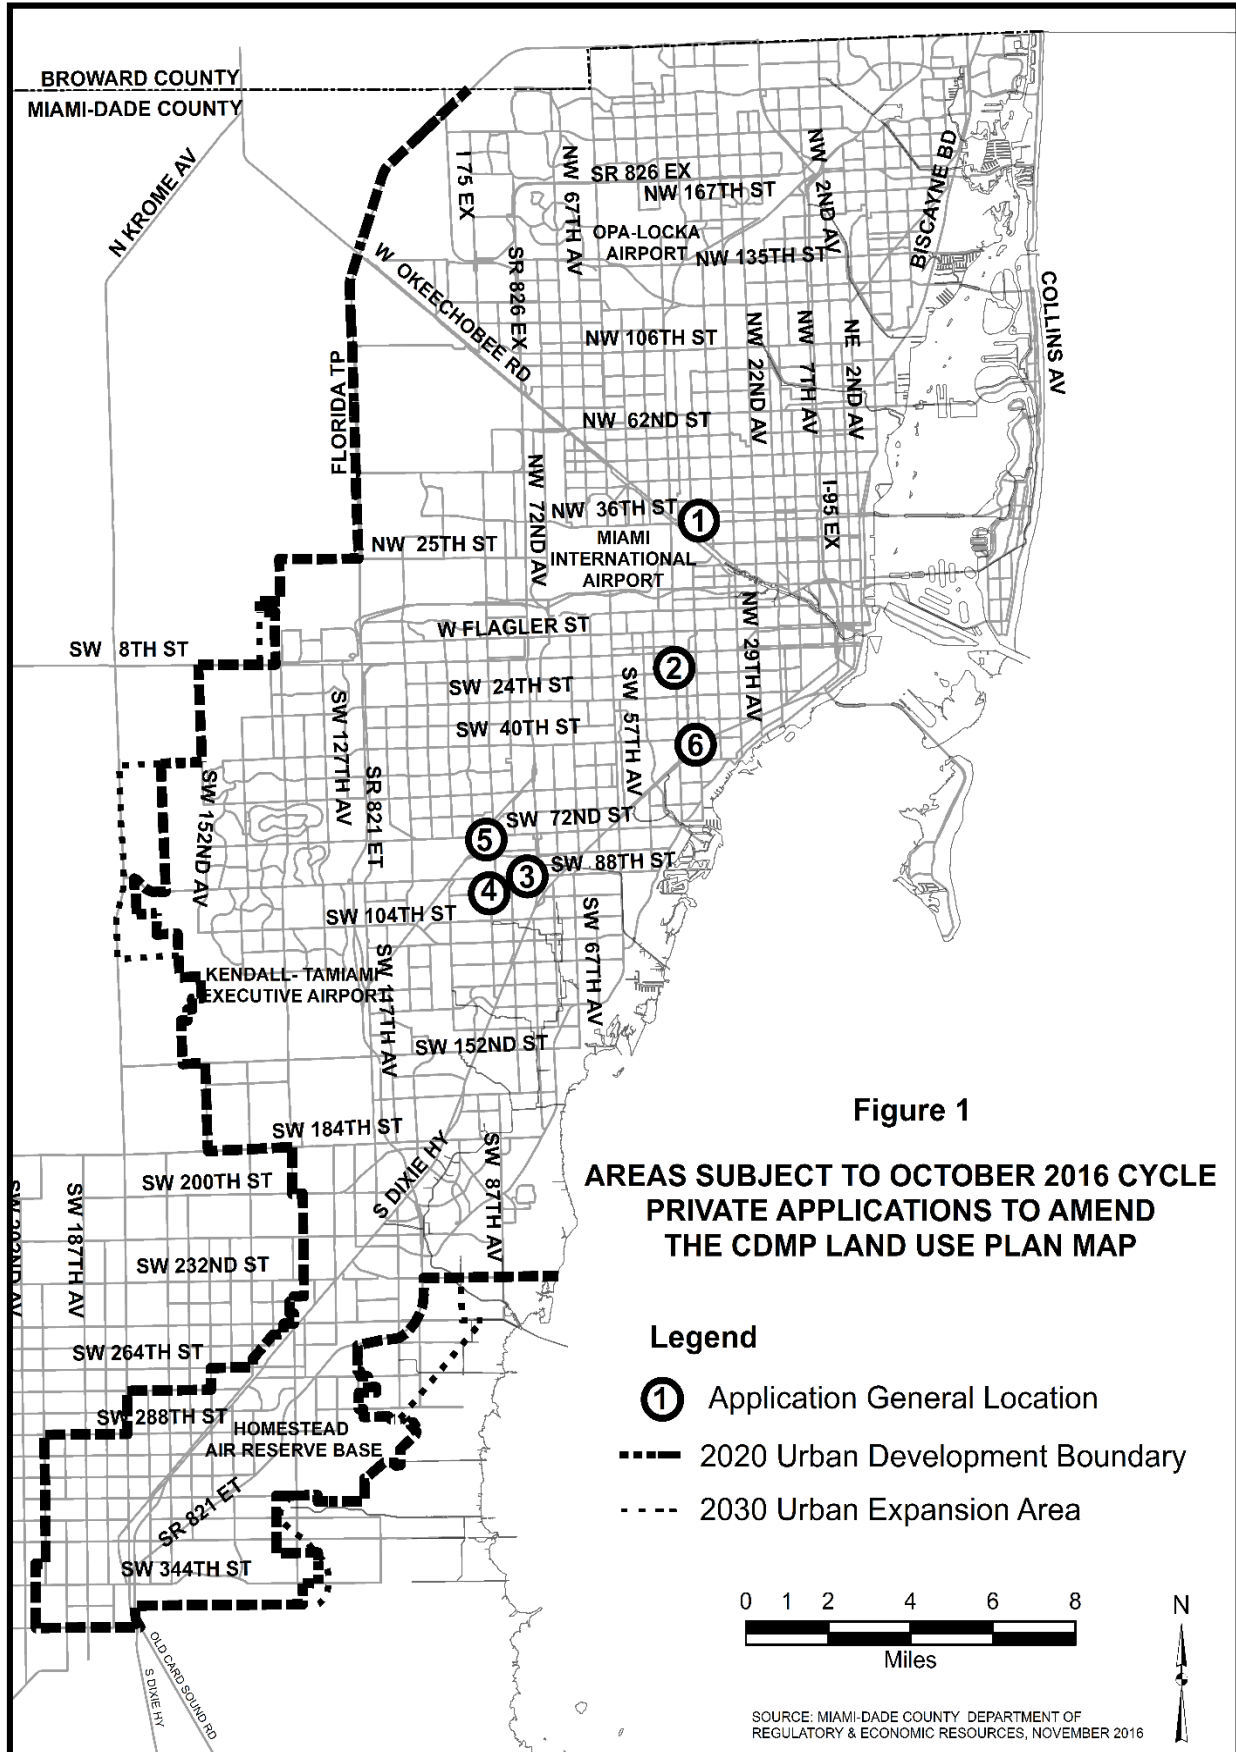 BROWARD COUNTY
MIAMI-DADE COUNTY
N KROME AV
I 75 EX
NW 67TH AV
SR 826 EX
NW 167TH ST
NW 2ND AV
BISCAYNE BD
OPA-LOCKA
AIRPORT
NW 135TH ST
W OKEECHOBEE RD
SR 826 EX
COLLINS AV
FLORIDA TP
NW 106TH ST
NW 22ND AV
NW 7TH AV
NE 2ND AV
NW 62ND ST
NW 72ND AV
NW 36TH ST
1
I-95 EX
MIAMI
INTERNATIONAL
AIRPORT
NW 25TH ST
W FLAGLER ST
NW 29TH AV
SW 8TH ST
2
SW 24TH ST
SW 57TH AV
SW 127TH AV
SW 40TH ST
6
SW 152ND AV
SR 821 ET
SW 72ND ST
5
SW 88TH ST
3
4
SW 104TH ST
SW 67TH AV
KENDALL- TAMIAMI
EXECUTIVE AIRPORT
SW 117TH AV
SW 152ND ST
SW 184TH ST
S DIXIE HY
SW 87TH AV
SW 200TH ST
SW 187TH AV
SW 232ND ST
SW 264TH ST
SW 288TH ST
HOMESTEAD
AIR RESERVE BASE
SR 821 ET
SW 344TH ST
OLD CARD SOUND RD
S DIXIE HY
Figure 1
AREAS SUBJECT TO OCTOBER 2016 CYCLE
PRIVATE APPLICATIONS TO AMEND
THE CDMP LAND USE PLAN MAP
Legend
1 Application General Location
2020 Urban Development Boundary
2030 Urban Expansion Area
0 1 2 4 6 8
Miles
N
SOURCE: MIAMI-DADE COUNTY DEPARTMENT OF
REGULATORY & ECONOMIC RESOURCES, NOVEMBER 2016